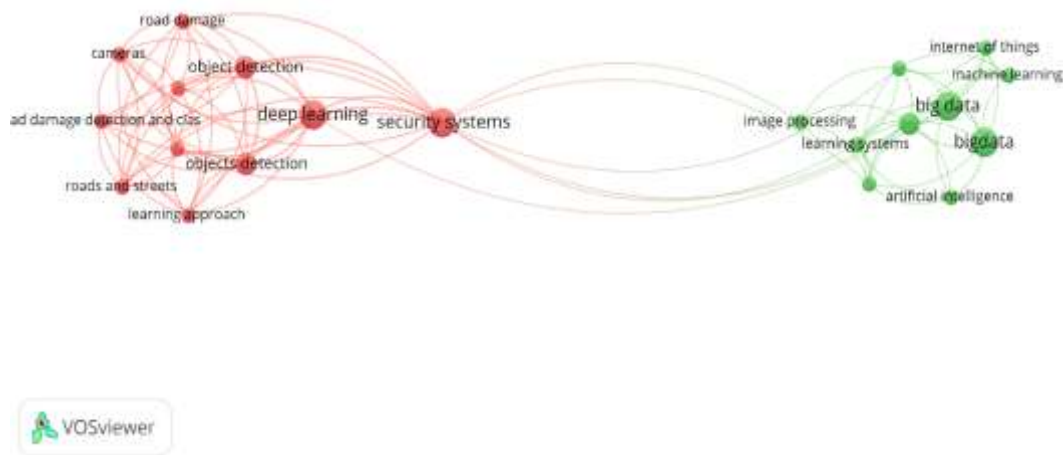 road damage
cameras
object detection
deep learning
ad damage detection and clas
security systems
objects detection
roads and streets
learning approach
internet of things
machine learning
big data
image processing
learning systems
bigdata
artificial intelligence
VOSviewer